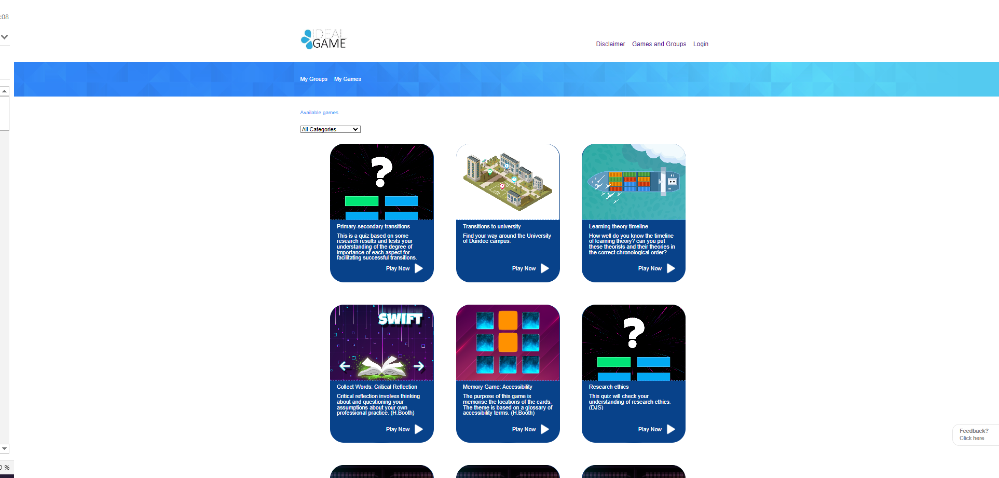 :08
IDEAL
GAME
Disclaimer Games and Groups Login
My Groups My Games
Available games
All Categories
Primary-secondary transitions
This is a quiz based on some
research results and tests your
understanding of the degree of
importance of each aspect for
facilitating successful transitions.
Play Now
Transitions to university
Find your way around the University
of Dundee campus.
Play Now
Learning theory timeline
How well do you know the timeline
of learning theory? can you put
these theorists and their theories in
the correct chronological order?
Play Now
SWIFT
Collect Words: Critical Reflection
Critical reflection involves thinking
about and questioning your
assumptions about your own
professional practice. (H.Booth)
Play Now
Memory Game: Accessibility
The purpose of this game is
memorise the locations of the cards.
The theme is based on a glossary of
accessibility terms. (H.Booth)
Play Now
Research ethics
This quiz will check your
understanding of research ethics.
(DJS)
Play Now
Feedback?
Click here
0 %